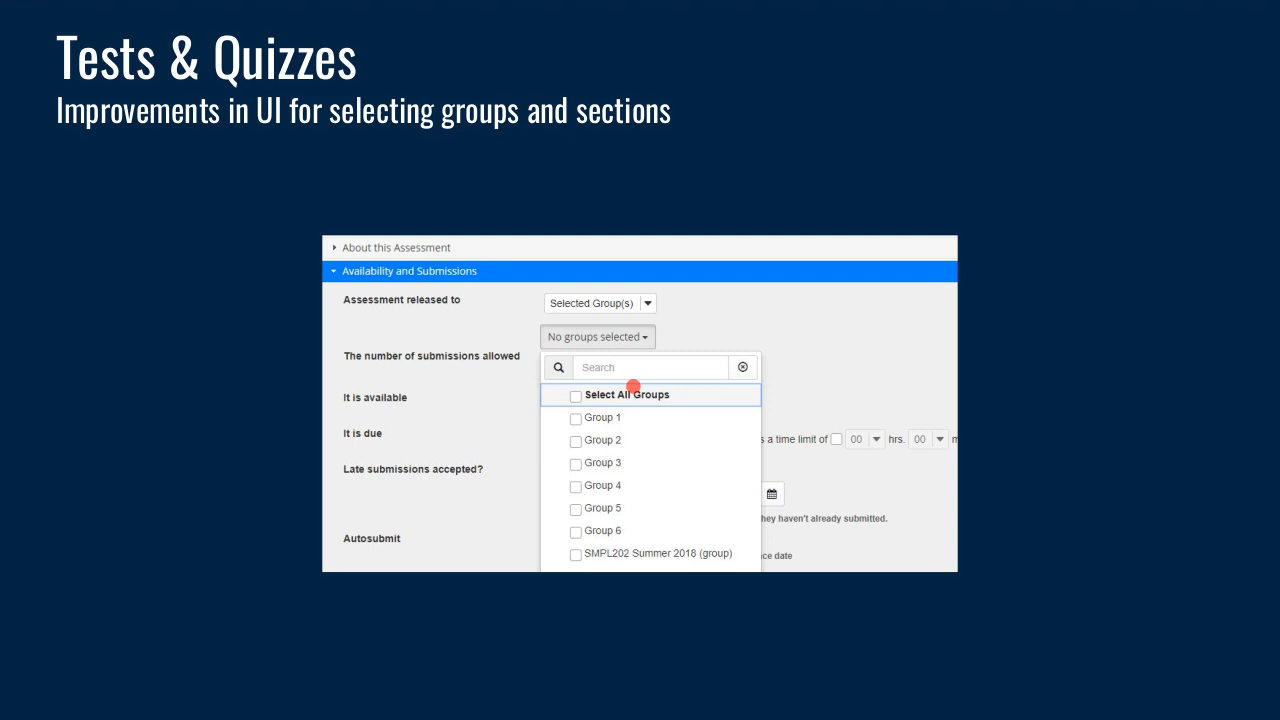 Tests & Quizzes
Improvements in UI for selecting groups and sections
About this Assessment
Availability and Submissions
Assessment released to
Selected Group(s)
No groups selected
The number of submissions allowed
Search
Select All Groups
It is available
Group 1
It is due
Group 2
a time limit of 00 hrs. 00
Group 3
Late submissions accepted?
Group 4
Group 5
haven't already submitted.
Group 6
Autosubmit
SMPL202 Summer 2018 (group)
date